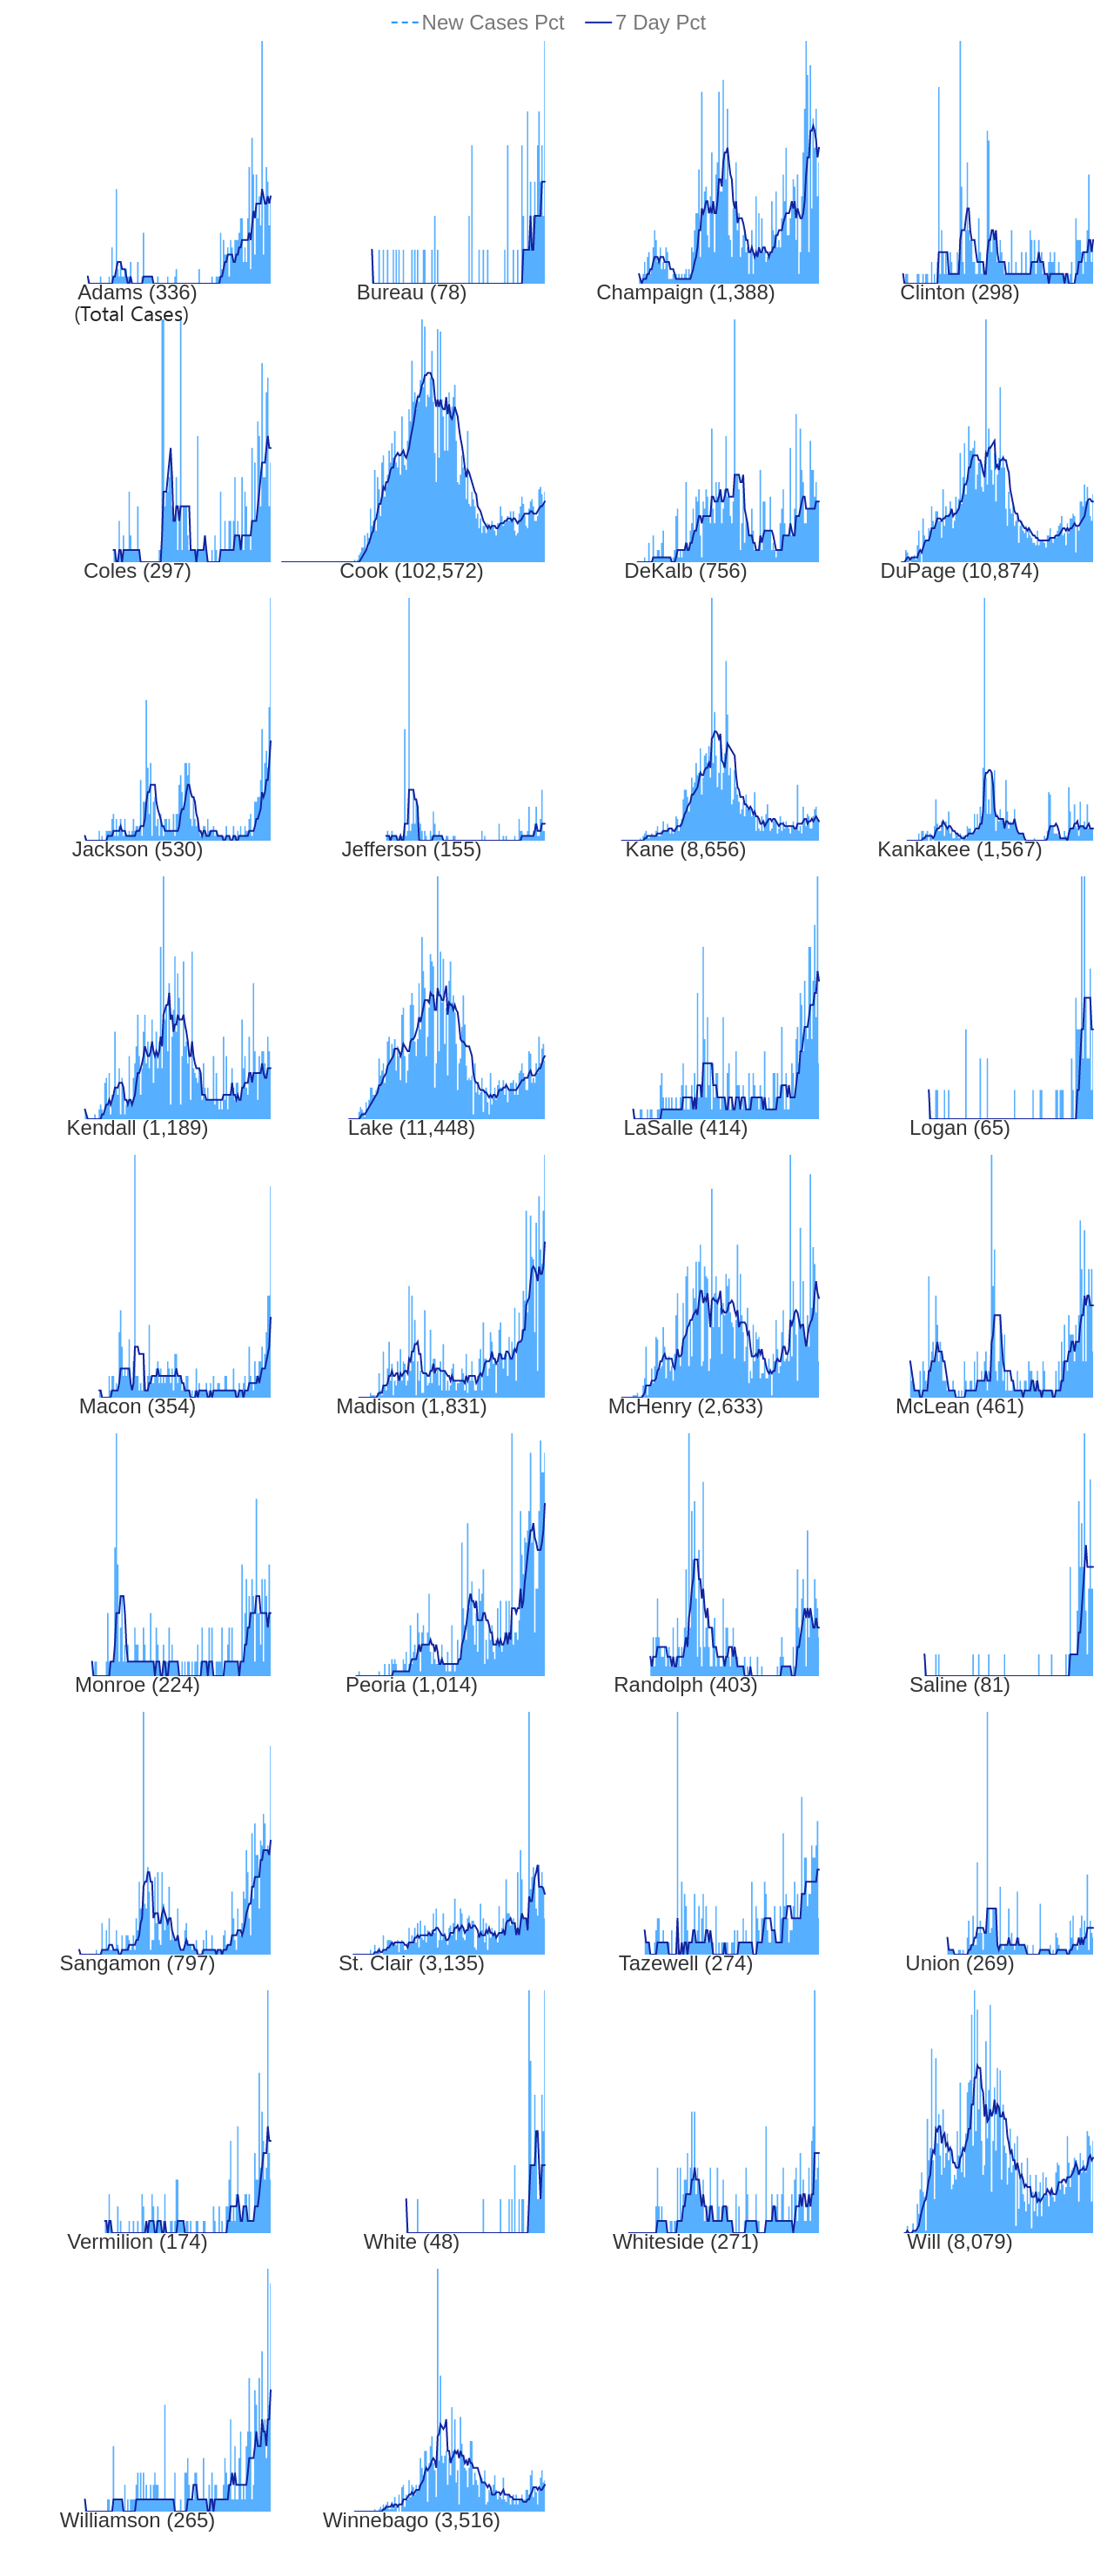 New Cases Pct 7 Day Pct
Adams (336) Bureau (78) Champaign (1,388) Clinton (298)
(Total Cases)
Coles (297) Cook (102,572) DeKalb (756) DuPage (10,874)
Jackson (530) Jefferson (155) Kane (8,656) Kankakee (1,567)
Kendall (1,189) Lake (11,448) LaSalle (414) Logan (65)
Macon (354) Madison (1,831) McHenry (2,633) McLean (461)
Monroe (224) Peoria (1,014) Randolph (403) Saline (81)
Sangamon (797) St. Clair (3,135) Tazewell (274) Union (269)
Vermilion (174) White (48) Whiteside (271) Will (8,079)
Williamson (265) Winnebago (3,516)